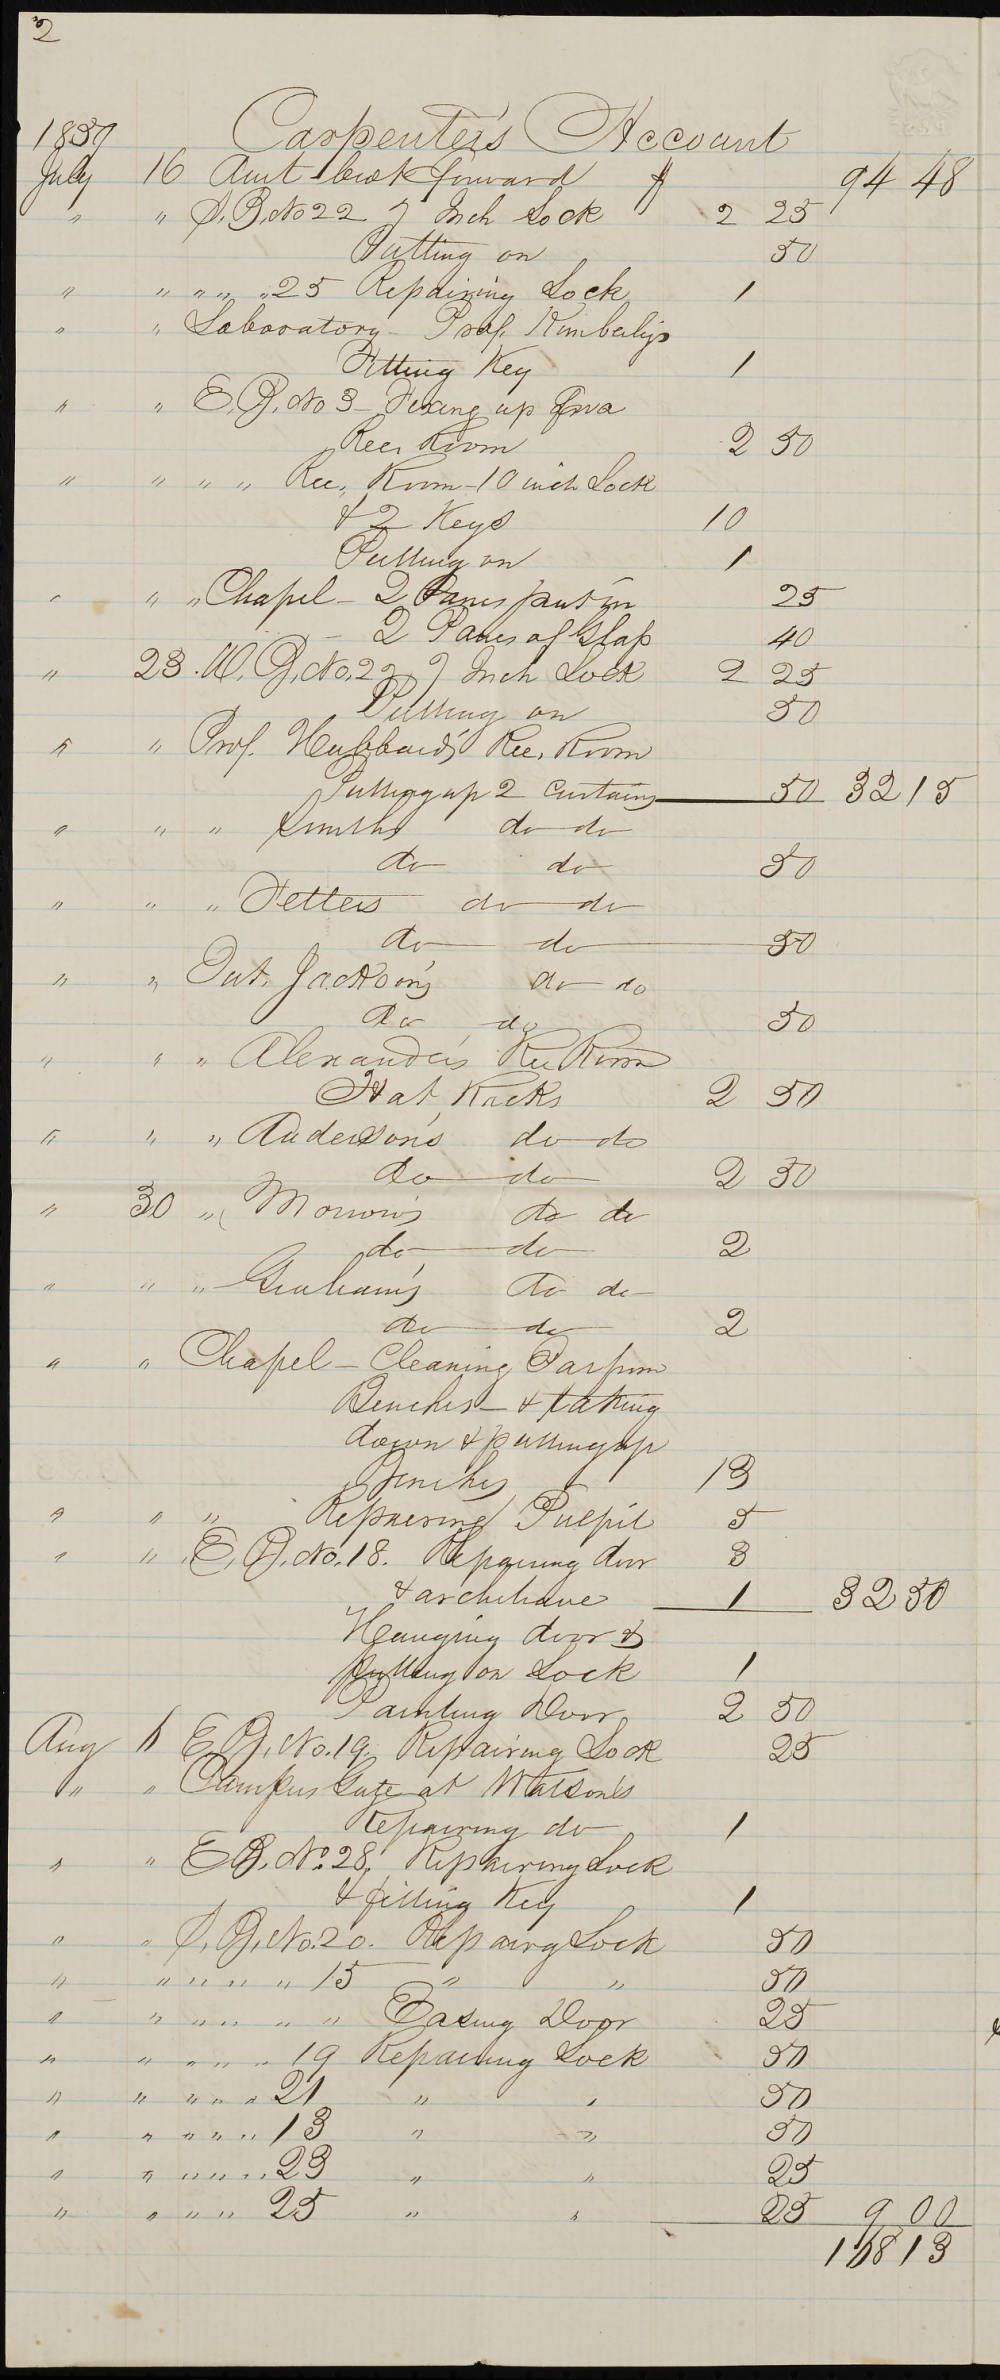 2
Carpenter's Account
1857
July 16 Amt brot forward $ 94 48
" " S.B. No 22 7 Inch Lock 2 25
Putting on 50
" " " " " 25 Repairing Lock 1
" " Laboratory - Prof. Kimberly's
Fitting Key 1
" " E.B. No 3 - Fixing up for a
Rec. Room 2 50
" " " " Rec. Room - 10 inch Lock
& 2 Keys 10
Putting on 1
" " " Chapel - 2 Panes put in 25
- 2 Panes of Glass 40
" 23 W.B. No. 22 7 Inch Lock 2 25
Putting on 50
" " Prof. Hubbard's Rec. Room
Putting up 2 Curtains 50 32 15
" " " Smith's do do
do do 50
" " " Fetters do do
do do 50
" " Tut. Jackson's do do
do do 50
" " " Alexander's Rec Room
Hat Racks 2 50
" " " Anderson's do do
do do 2 50
" 30 " Morrow's do do
do do 2
" " " Graham's do do
do do 2
" " Chapel - Cleaning Tar from
Benches - & taking
down & putting up
Benches 13
" " " Repairing Pulpit 5
" " E.B. No. 18. Repairing door 3
& architrave 1 32 50
Hanging door &
putting on Lock 1
Painting Door 2 50
Aug E.B. No. 19. Repairing Lock 25
" " Campus Gate at Watson's
Repairing do 1
" " E.B. No. 28. Repairing Lock
& fitting Key 1
" " S.B. No. 20. Repairg Lock 50
" " " " " " 15 " " 50
" " " " " " Easing Door 25
" " " " " " 19 Repairing Lock 50
" " " " " " 21 " " 50
" " " " " " 13 " " 50
" " " " " " 23 " " 25
" " " " " 25 " " 25 9 00
168 13